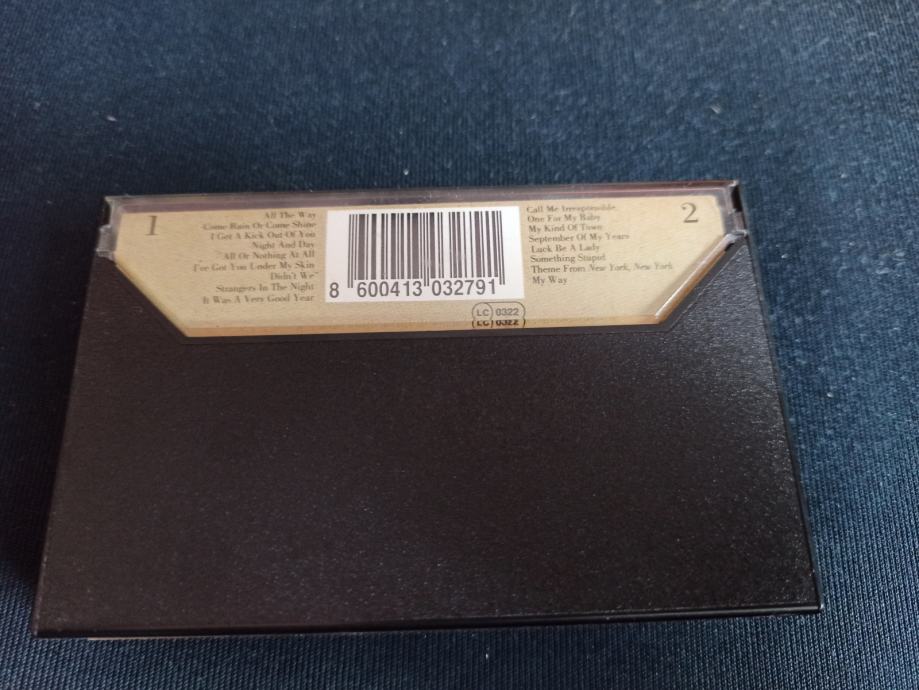 1
All The Way
Come Rain Or Come Shine
I Get A Kick Out Of You
Night And Day
All Or Nothing At All
I've Got You Under My Skin
Didn't We
Strangers In The Night
It Was A Very Good Year
8 600413 032791
LC 0322
LC 0322
2
Call Me Irresponsible
One For My Baby
My Kind Of Town
September Of My Years
Luck Be A Lady
Something Stupid
Theme From New York, New York
My Way